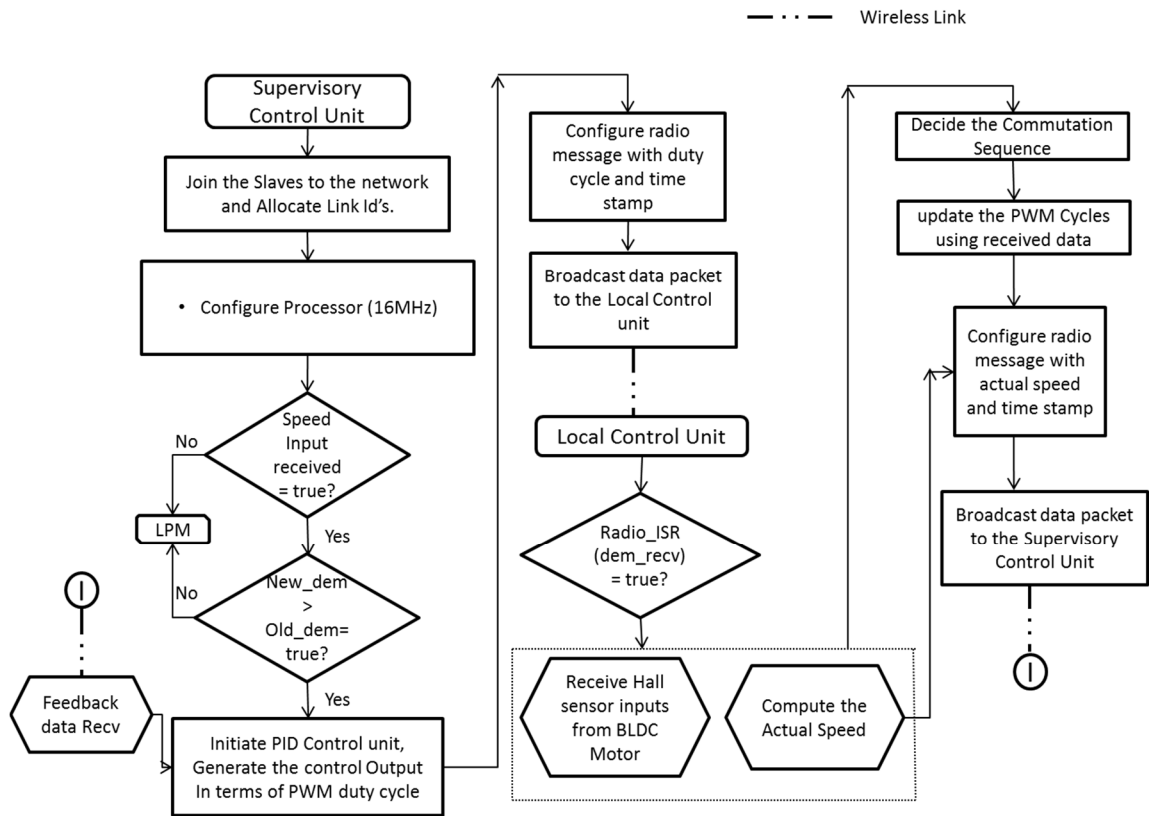 Wireless Link
Supervisory
Control Unit
Join the Slaves to the network
and Allocate Link Id's.
• Configure Processor (16MHz)
Speed
Input
received
= true?
No
LPM
Yes
No
New_dem
>
Old_dem=
true?
Yes
Feedback
data Recv
Initiate PID Control unit,
Generate the control Output
In terms of PWM duty cycle
Configure radio
message with duty
cycle and time
stamp
Broadcast data packet
to the Local Control
unit
Local Control Unit
Radio_ISR
(dem_recv)
= true?
Receive Hall
sensor inputs
from BLDC
Motor
Compute the
Actual Speed
Decide the Commutation
Sequence
update the PWM Cycles
using received data
Configure radio
message with
actual speed
and time stamp
Broadcast data packet
to the Supervisory
Control Unit
I
I